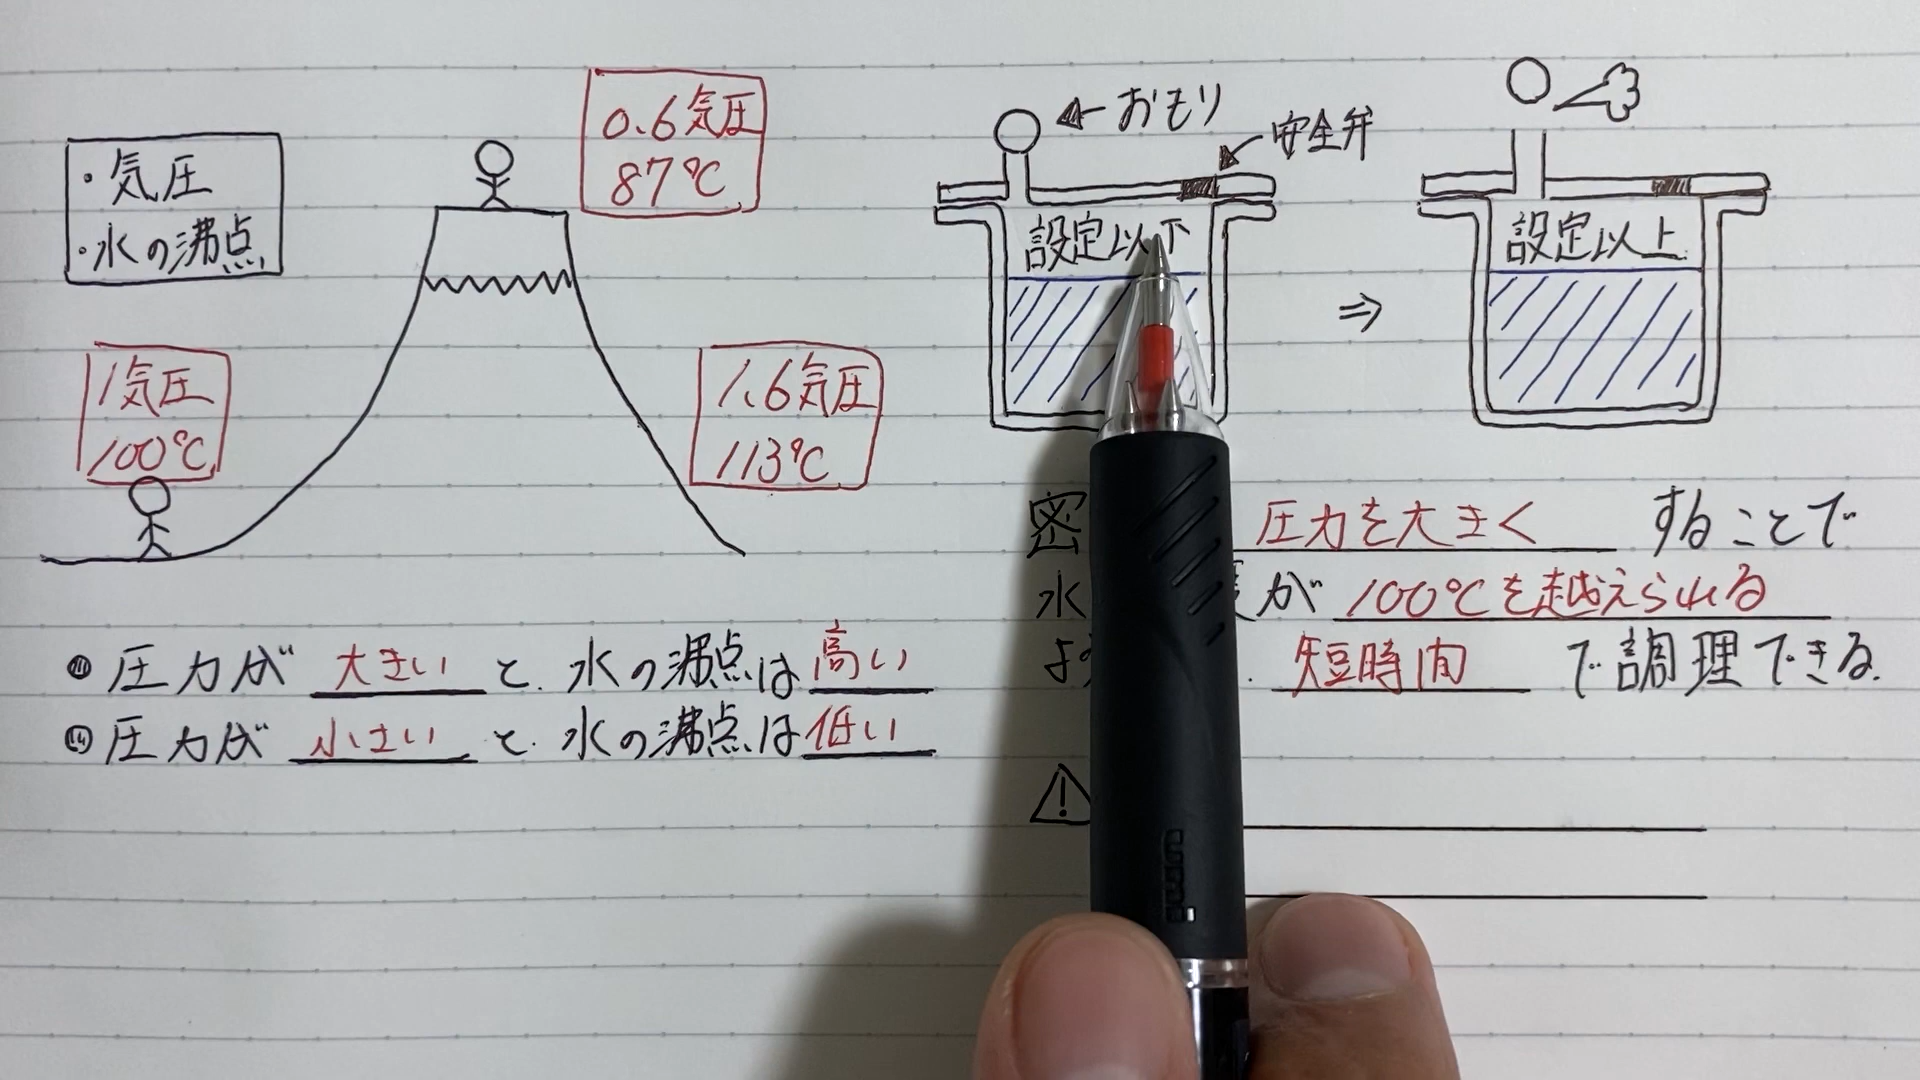 ・気圧
・水の沸点
0.6気圧
87℃
1気圧
100℃
1.6気圧
113℃
圧力が 大きい と、水の沸点は高い
圧力が 小さい と、水の沸点は低い
おもり
安全弁
設定以下
⇒
設定以上
密 圧力を大きく することで
水 が 100℃を越えられる
よ 短時間 で調理できる。
uni